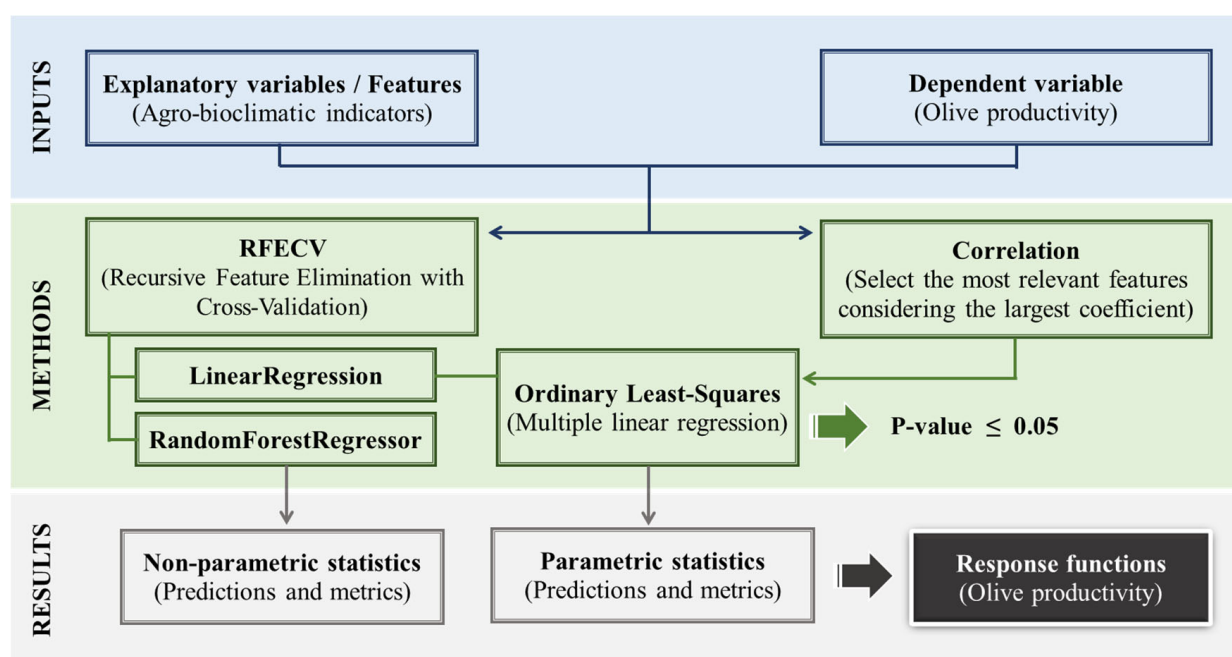 INPUTS
Explanatory variables / Features
(Agro-bioclimatic indicators)
Dependent variable
(Olive productivity)
METHODS
RFECV
(Recursive Feature Elimination with
Cross-Validation)
Correlation
(Select the most relevant features
considering the largest coefficient)
LinearRegression
RandomForestRegressor
Ordinary Least-Squares
(Multiple linear regression)
P-value ≤ 0.05
RESULTS
Non-parametric statistics
(Predictions and metrics)
Parametric statistics
(Predictions and metrics)
Response functions
(Olive productivity)